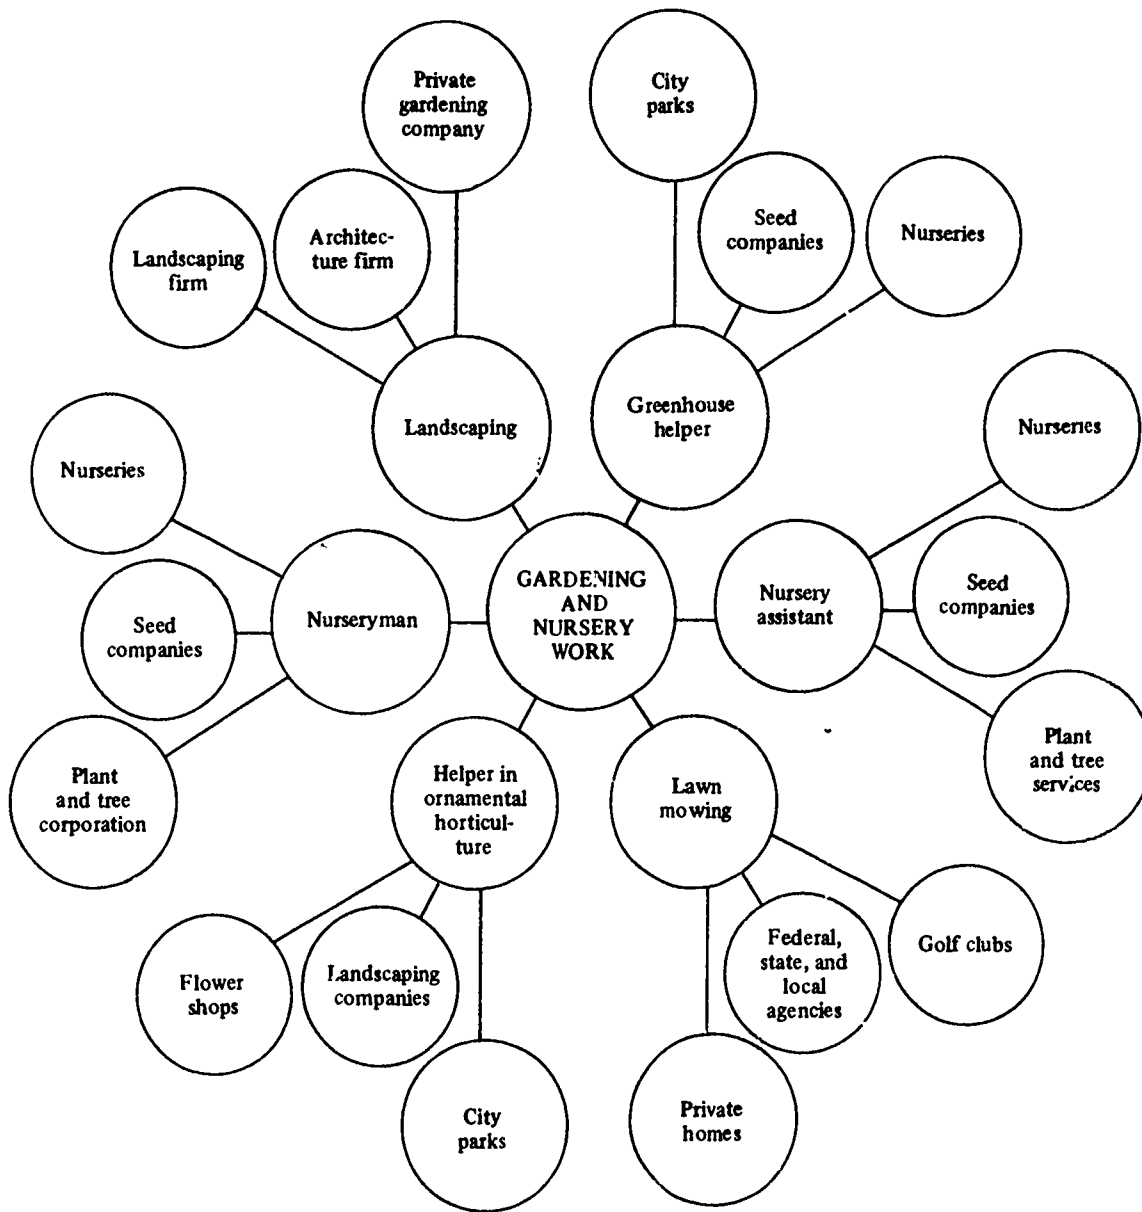 Private
gardening
company
City
parks
Architec-
ture firm
Seed
companies
Nurseries
Landscaping
firm
Landscaping
Greenhouse
helper
Nurseries
Nurseries
GARDENING
AND
NURSERY
WORK
Nurseryman
Nursery
assistant
Seed
companies
Seed
companies
Plant
and tree
corporation
Helper in
ornamental
horticul-
ture
Lawn
mowing
Plant
and tree
services
Flower
shops
Landscaping
companies
Federal,
state, and
local
agencies
Golf clubs
City
parks
Private
homes